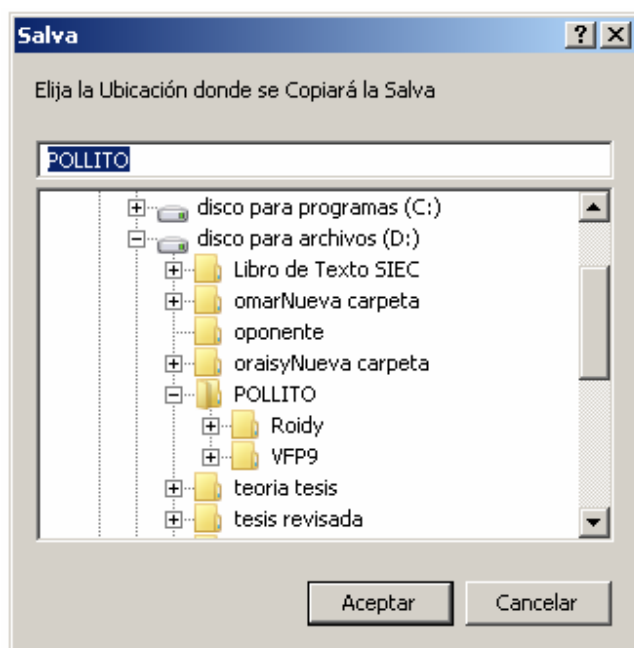 Salva
Elija la Ubicación donde se Copiará la Salva
POLLITO
disco para programas (C:)
disco para archivos (D:)
Libro de Texto SIEC
omarNueva carpeta
oponente
oraisyNueva carpeta
POLLITO
Roidy
VFP9
teoria tesis
tesis revisada
Aceptar Cancelar